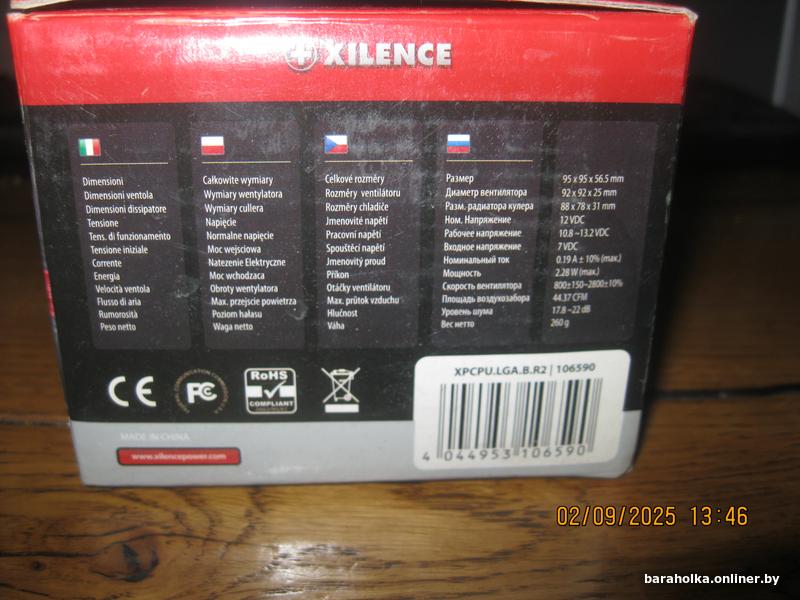 XILENCE
Dimensioni
Dimensioni ventola
Dimensioni dissipatore
Tensione
Tens. di funzionamento
Tensione iniziale
Corrente
Energia
Velocità ventola
Flusso di aria
Rumorosità
Peso netto
Całkowite wymiary
Wymiary wentylatora
Wymiary cullera
Napięcie
Normalne napięcie
Moc wejsciowa
Natezenie Elektryczne
Moc wchodzaca
Obroty wentylatora
Max. przejscie powietrza
Poziom hałasu
Waga netto
Celkové rozměry
Rozměry ventilátoru
Rozměry chladiče
Jmenovité napětí
Pracovní napětí
Spouštěcí napětí
Jmenovitý proud
Příkon
Otáčky ventilátoru
Max. průtok vzduchu
Hlučnost
Váha
Размер
Диаметр вентилятора
Разм. радиатора кулера
Ном. Напряжение
Рабочее напряжение
Входное напряжение
Номинальный ток
Мощность
Скорость вентилятора
Площадь воздухозабора
Уровень шума
Вес нетто
95 x 95 x 56.5 mm
92 x 92 x 25 mm
88 x 78 x 31 mm
12 VDC
10.8 ~13.2 VDC
7 VDC
0.19 A ± 10% (max.)
2.28 W (max.)
800±150~2800±10%
44.37 CFM
17.8 ~22 dB
260 g
CE
FC
RoHS
COMPLIANT
XPCPU.LGA.B.R2 | 106590
4 044953 106590
MADE IN CHINA
www.xilencepower.com
02/09/2025 13:46
baraholka.onliner.by